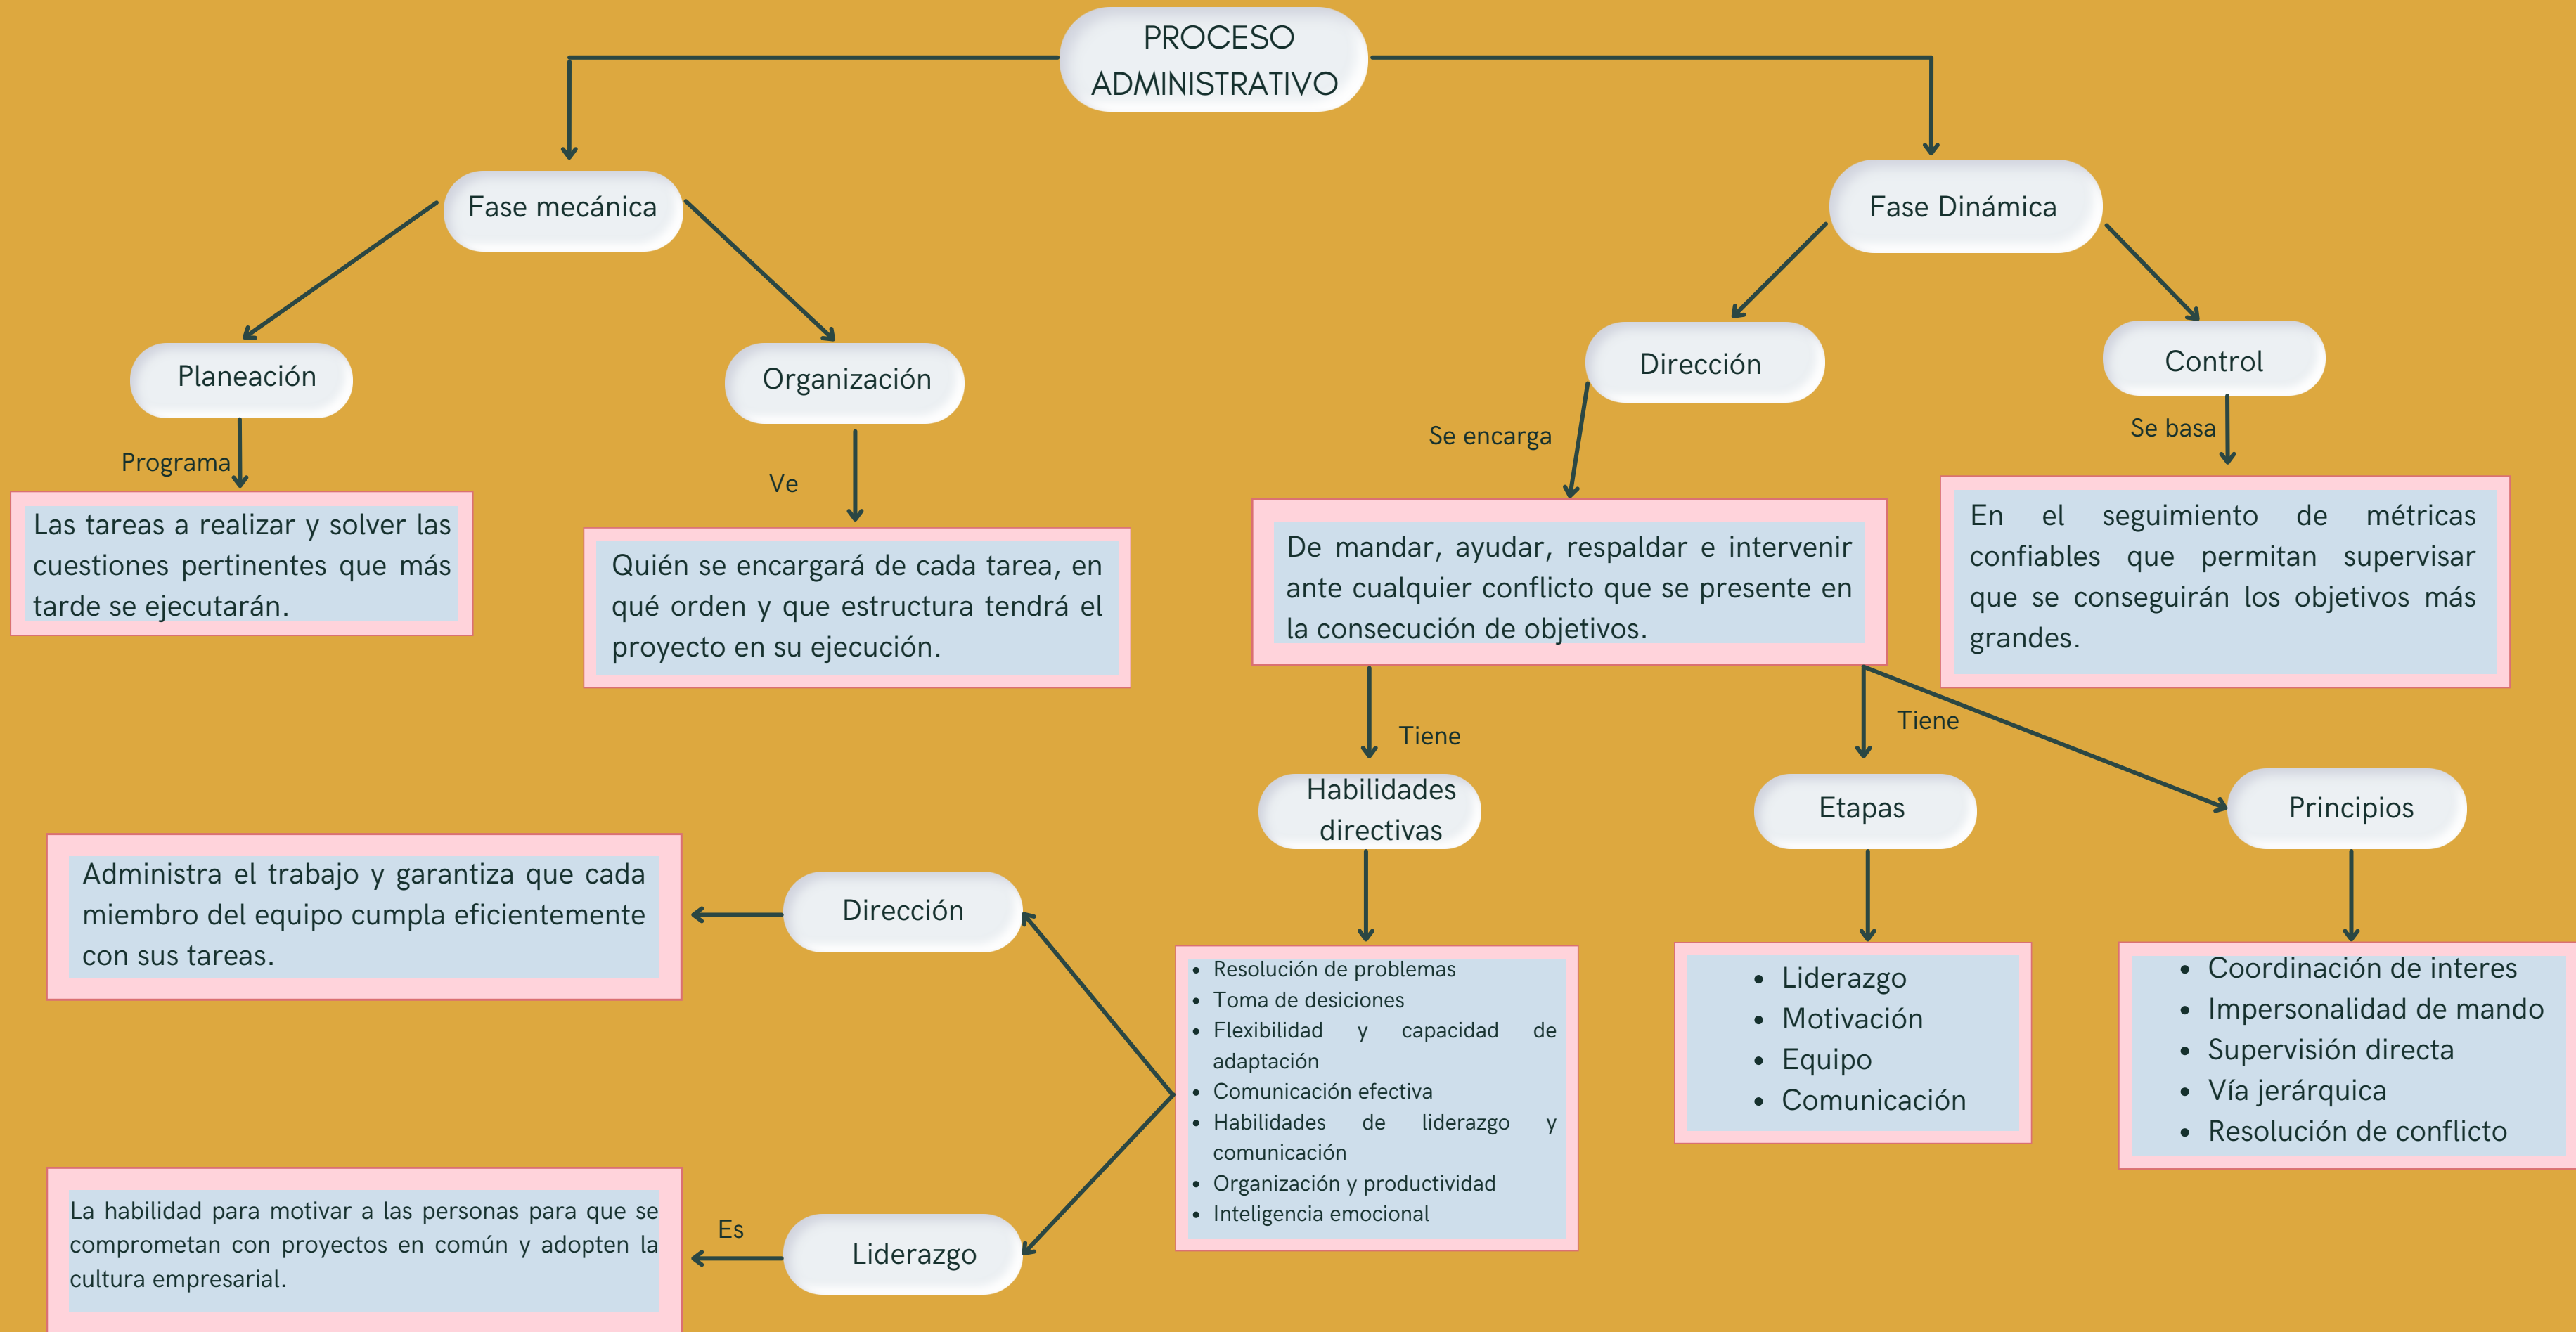 PROCESO
ADMINISTRATIVO
Fase mecánica
Fase Dinámica
Planeación
Organización
Dirección
Control
Programa
Ve
Se encarga
Se basa
Las tareas a realizar y solver las
cuestiones pertinentes que más
tarde se ejecutarán.
Quién se encargará de cada tarea, en
qué orden y que estructura tendrá el
proyecto en su ejecución.
De mandar, ayudar, respaldar e intervenir
ante cualquier conflicto que se presente en
la consecución de objetivos.
En el seguimiento de métricas
confiables que permitan supervisar
que se conseguirán los objetivos más
grandes.
Tiene
Tiene
Habilidades
directivas
Etapas
Principios
• Resolución de problemas
• Toma de desiciones
• Flexibilidad y capacidad de
adaptación
• Comunicación efectiva
• Habilidades de liderazgo y
comunicación
• Organización y productividad
• Inteligencia emocional
• Liderazgo
• Motivación
• Equipo
• Comunicación
• Coordinación de interes
• Impersonalidad de mando
• Supervisión directa
• Vía jerárquica
• Resolución de conflicto
Dirección
Administra el trabajo y garantiza que cada
miembro del equipo cumpla eficientemente
con sus tareas.
Liderazgo
Es
La habilidad para motivar a las personas para que se
comprometan con proyectos en común y adopten la
cultura empresarial.